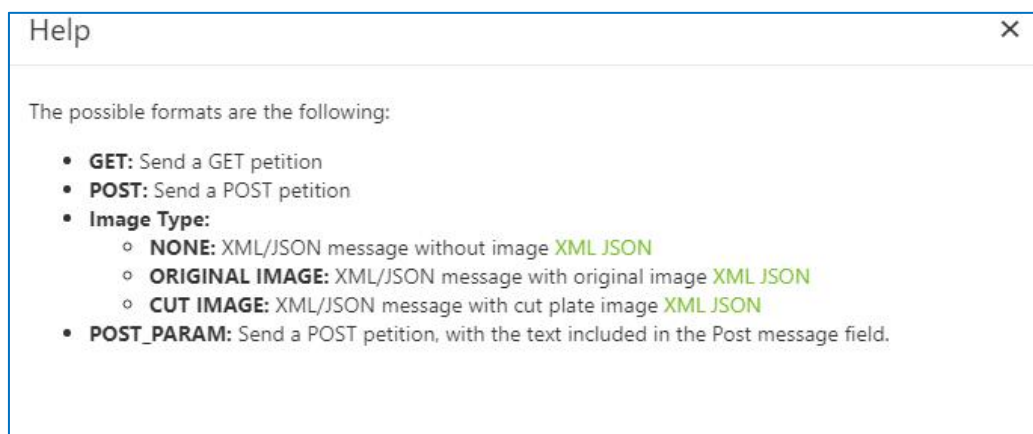 Help
The possible formats are the following:
GET: Send a GET petition
POST: Send a POST petition
Image Type:
NONE: XML/JSON message without image XML JSON
ORIGINAL IMAGE: XML/JSON message with original image XML JSON
CUT IMAGE: XML/JSON message with cut plate image XML JSON
POST_PARAM: Send a POST petition, with the text included in the Post message field.